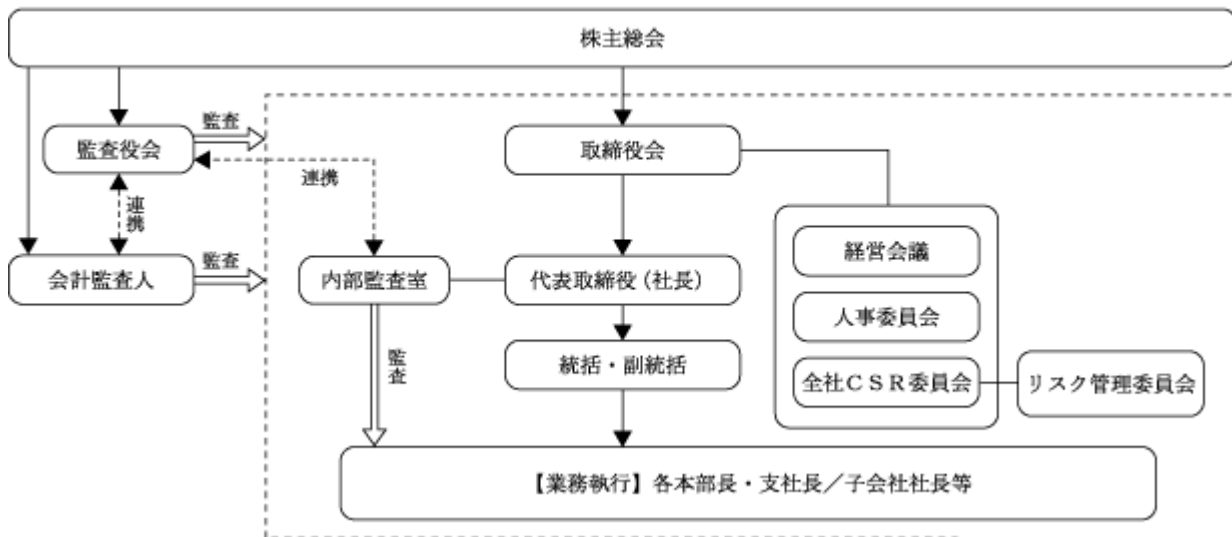 株主総会
監査
監査役会
取締役会
連携
連携
経営会議
監査
会計監査人
内部監査室
代表取締役（社長）
人事委員会
監査
統括・副統括
全社ＣＳＲ委員会
リスク管理委員会
【業務執行】各本部長・支社長／子会社社長等